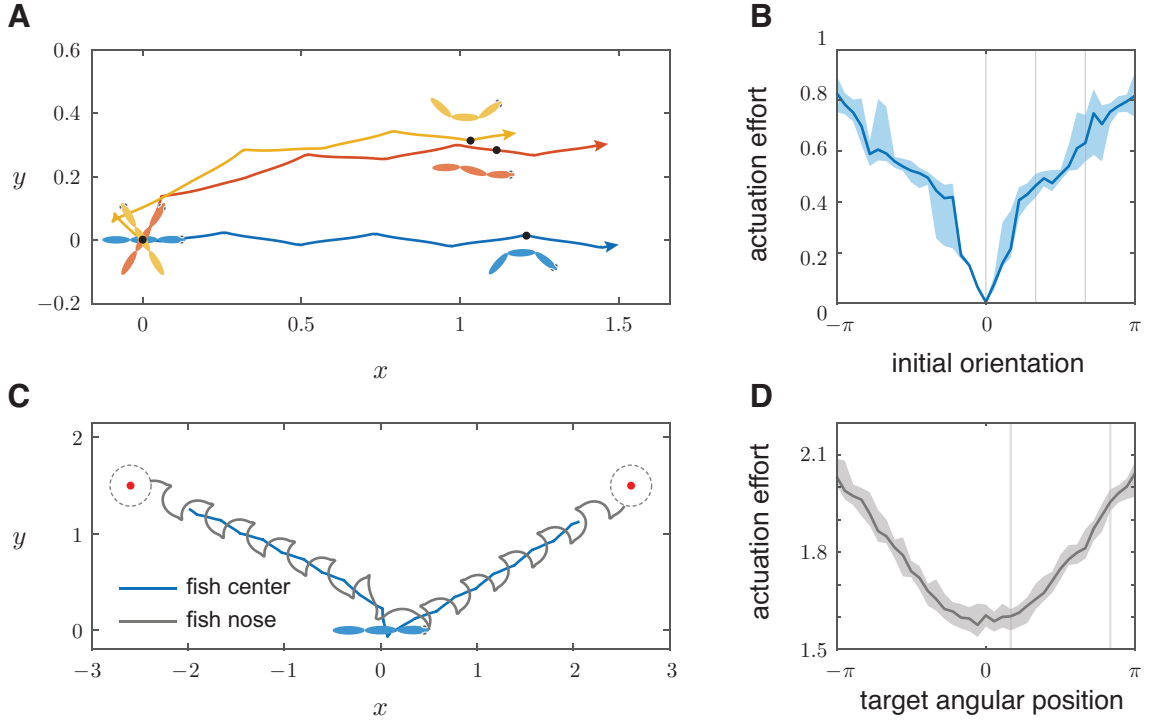 A
0.6
0.4
0.2
0
−0.2
y
0
0.5
1
1.5
x
B
1
0.8
0.6
0.4
0.2
0
actuation effort
−π
0
π
initial orientation
C
2
1
0
y
fish center
fish nose
−3
−2
−1
0
1
2
3
x
D
2.1
1.8
1.5
actuation effort
−π
0
π
target angular position